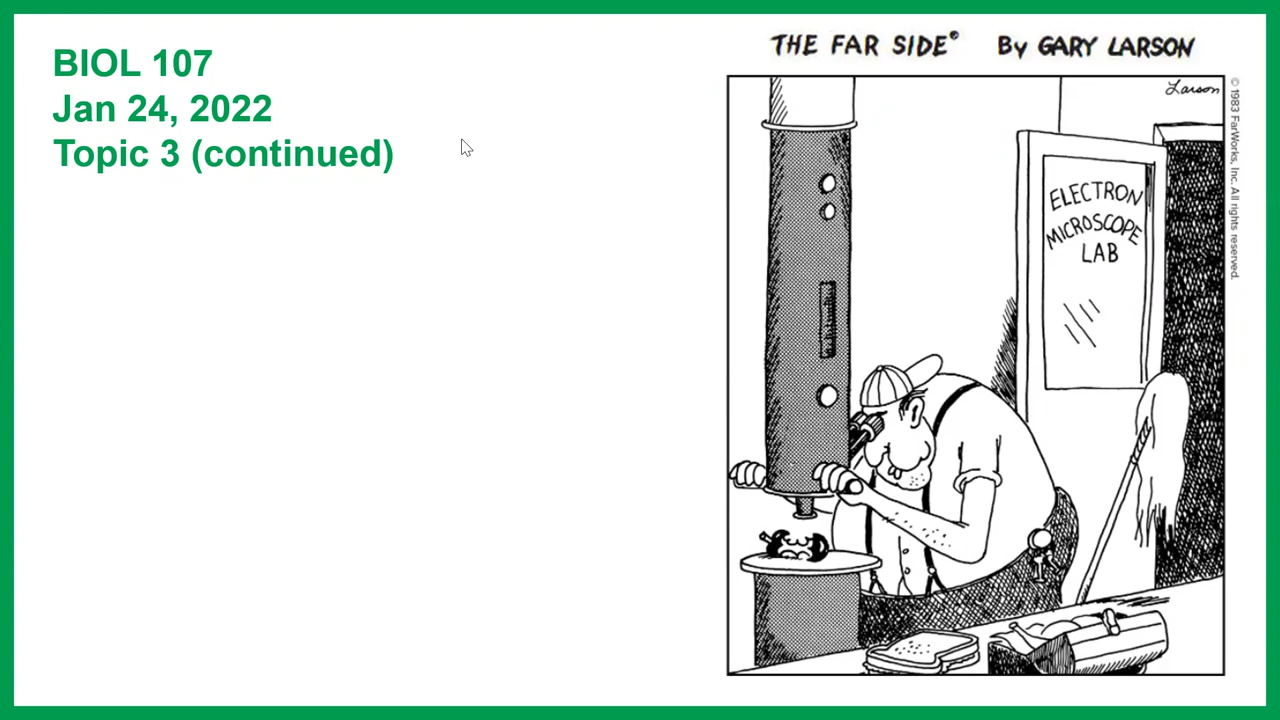 BIOL 107
Jan 24, 2022
Topic 3 (continued)
THE FAR SIDE® By GARY LARSON
Larson
© 1983 FarWorks, Inc. All rights reserved.
ELECTRON
MICROSCOPE
LAB